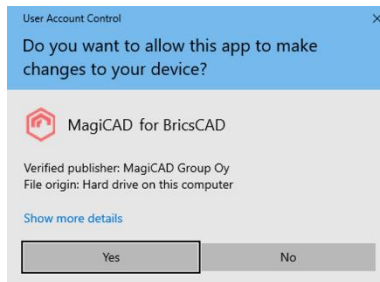 User Account Control
Do you want to allow this app to make
changes to your device?
MagiCAD for BricsCAD
Verified publisher: MagiCAD Group Oy
File origin: Hard drive on this computer
Show more details
Yes No